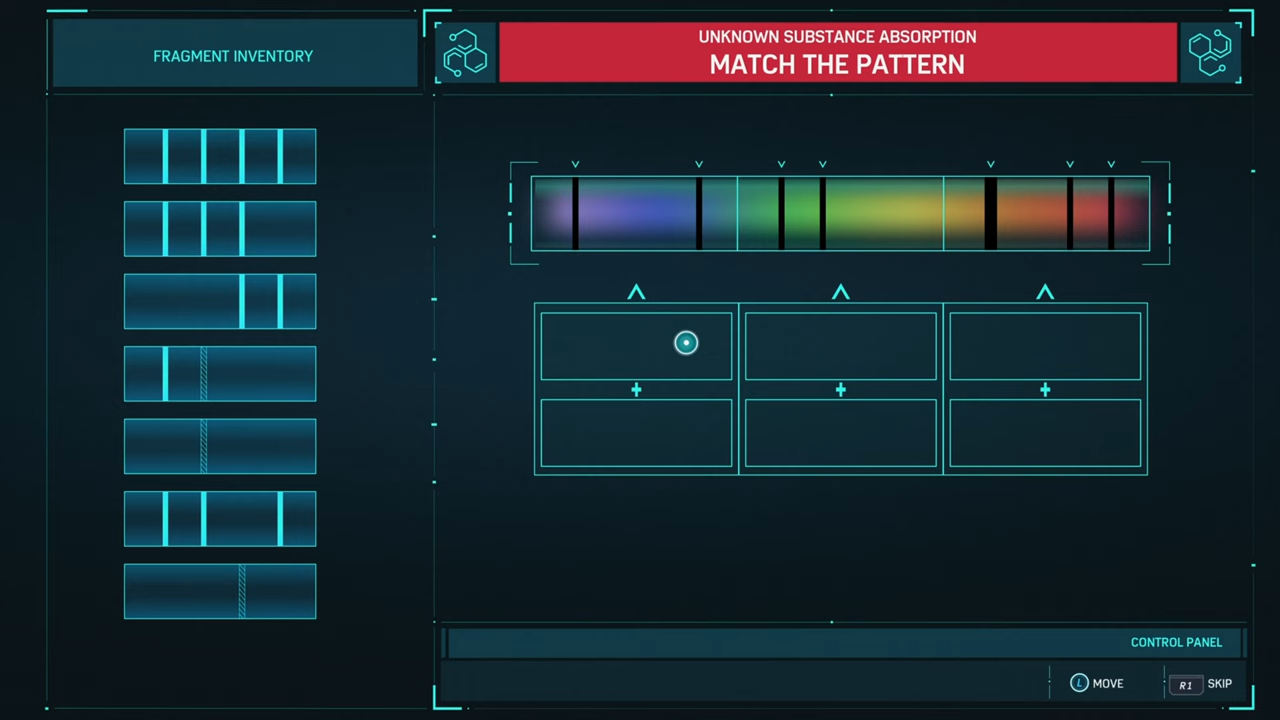 FRAGMENT INVENTORY
UNKNOWN SUBSTANCE ABSORPTION
MATCH THE PATTERN
CONTROL PANEL
L MOVE
R1 SKIP